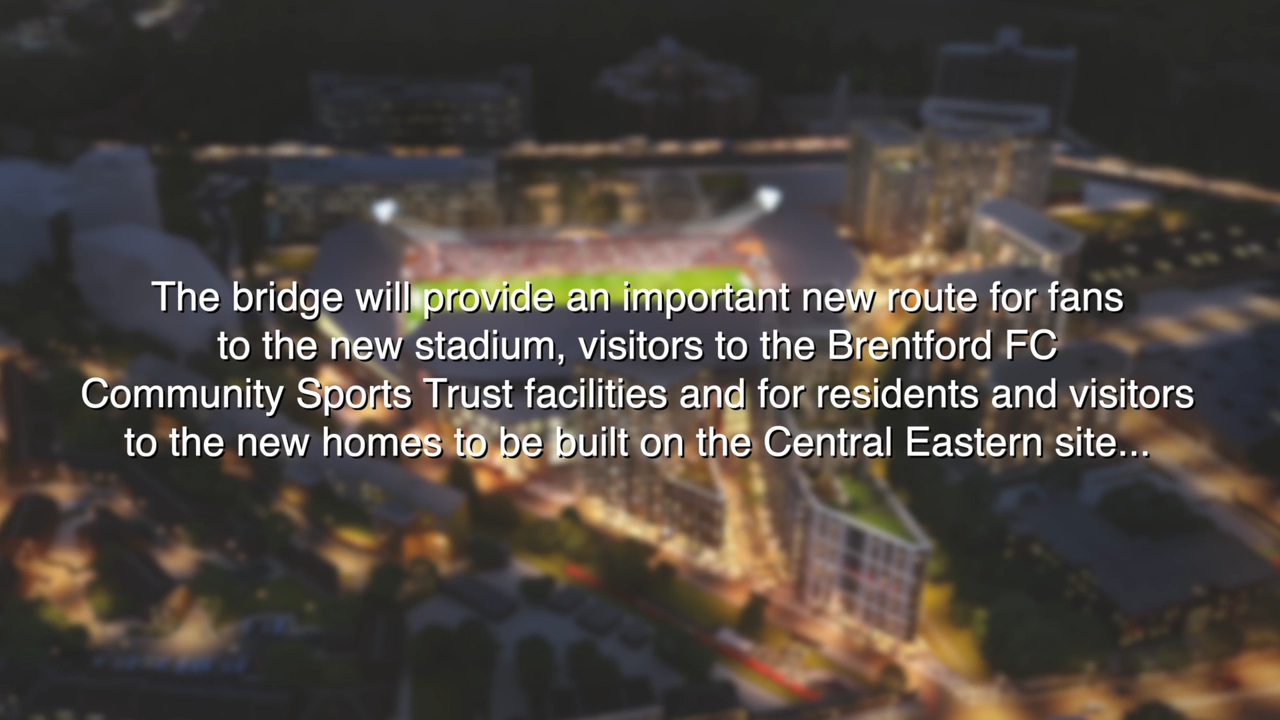 The bridge will provide an important new route for fans
to the new stadium, visitors to the Brentford FC
Community Sports Trust facilities and for residents and visitors
to the new homes to be built on the Central Eastern site...